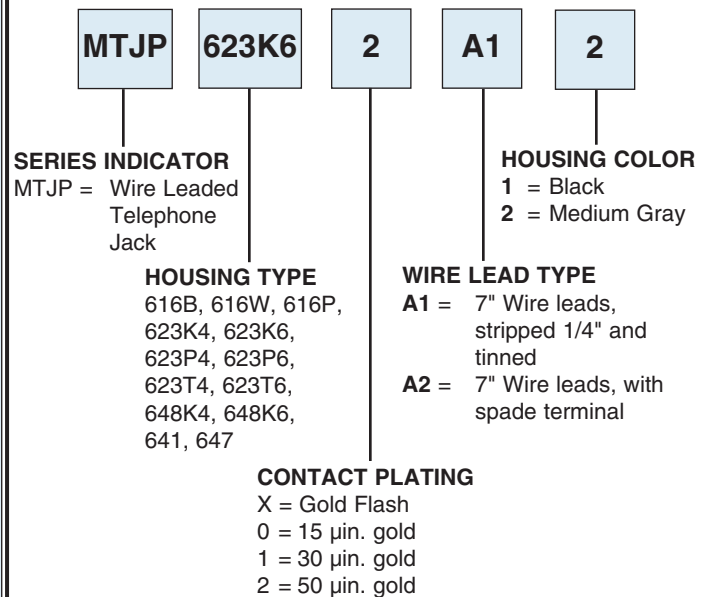 MTJP 623K6 2 A1 2
SERIES INDICATOR
MTJP = Wire Leaded
Telephone
Jack
HOUSING COLOR
1 = Black
2 = Medium Gray
HOUSING TYPE
616B, 616W, 616P,
623K4, 623K6,
623P4, 623P6,
623T4, 623T6,
648K4, 648K6,
641, 647
WIRE LEAD TYPE
A1 = 7" Wire leads,
stripped 1/4" and
tinned
A2 = 7" Wire leads, with
spade terminal
CONTACT PLATING
X = Gold Flash
0 = 15 µin. gold
1 = 30 µin. gold
2 = 50 µin. gold